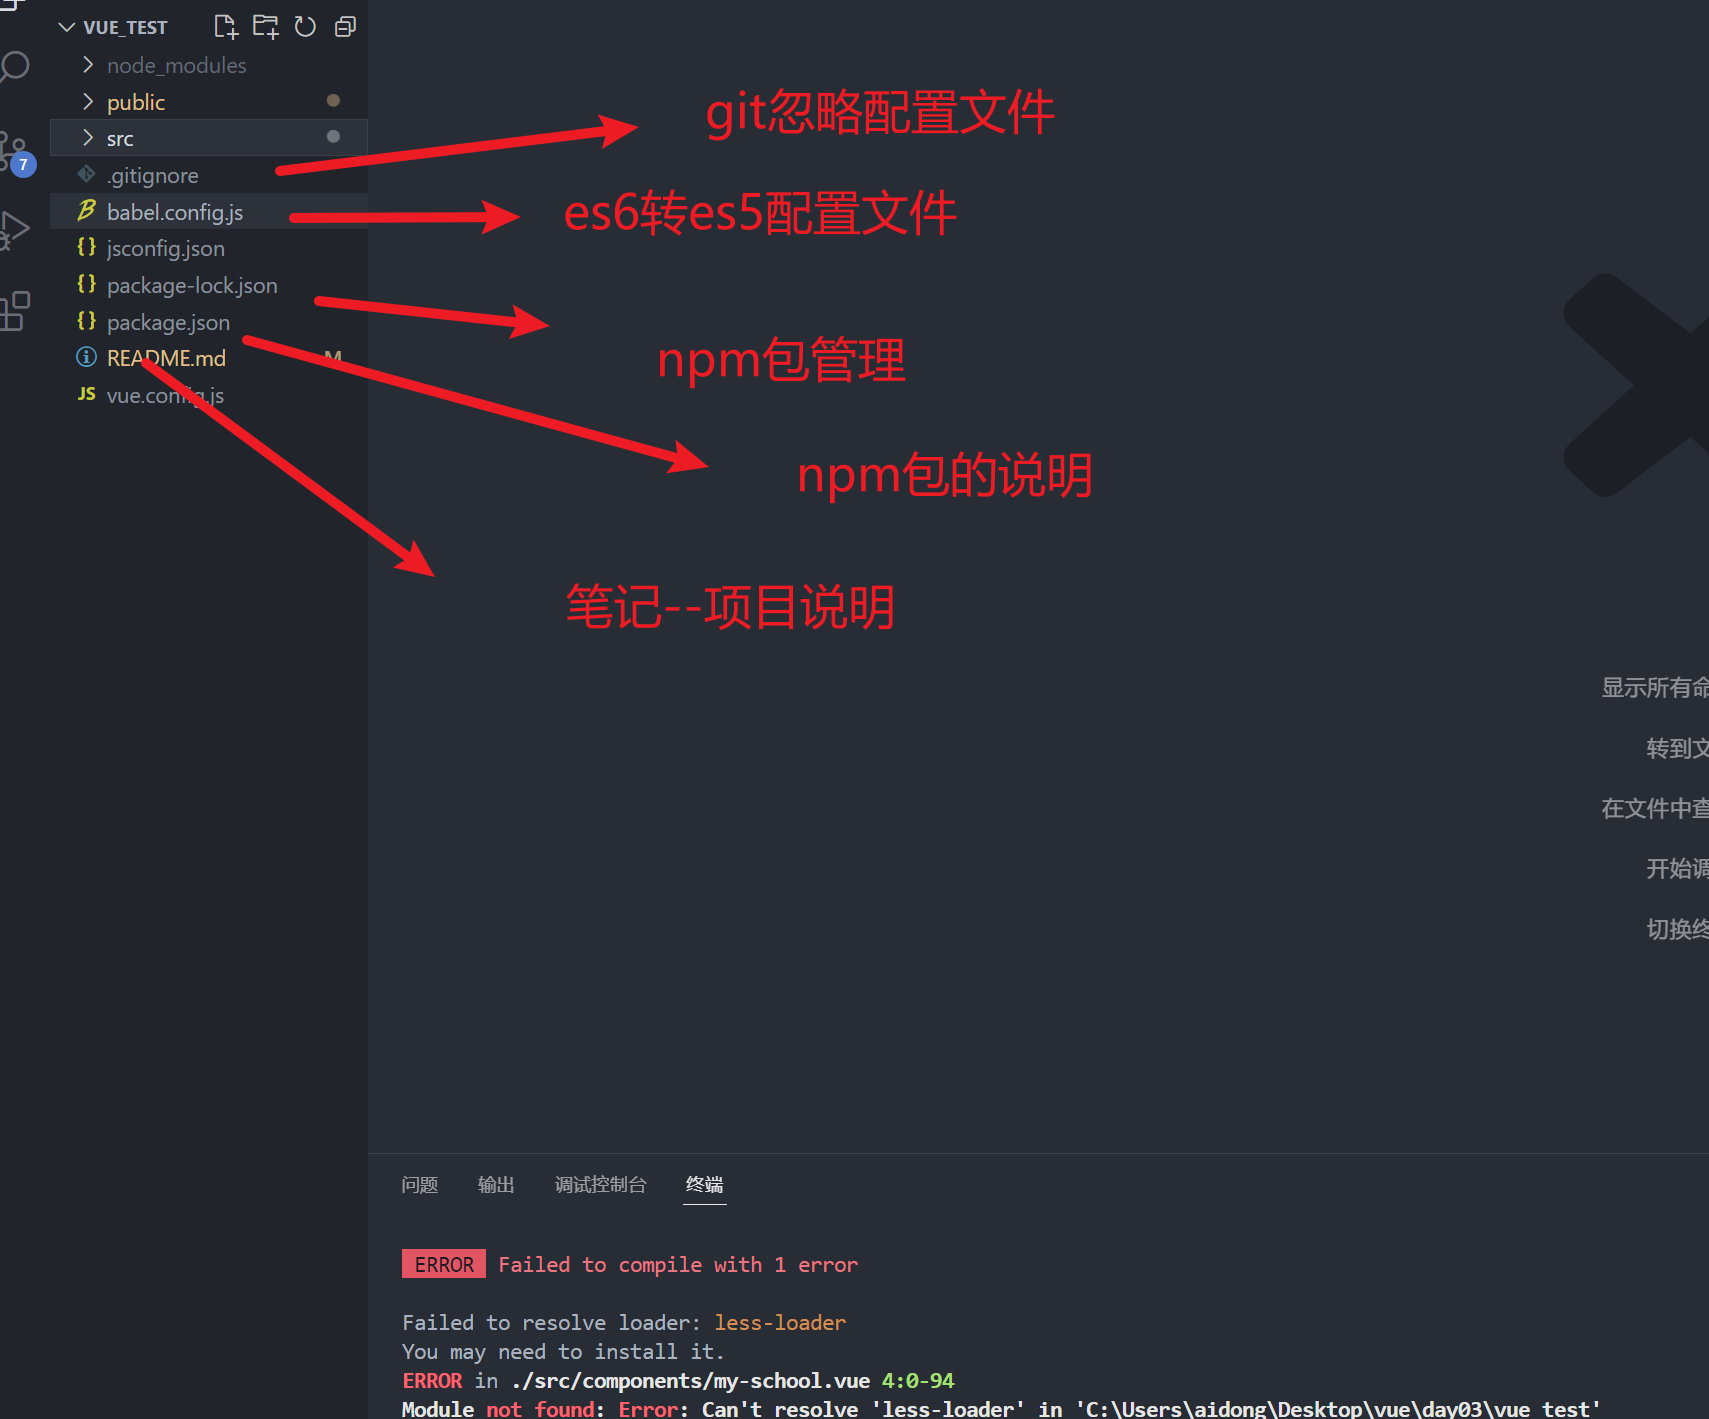 VUE_TEST
node_modules
public
src
7
.gitignore
babel.config.js
jsconfig.json
package-lock.json
package.json
README.md
M
JS vue.config.js
git忽略配置文件
es6转es5配置文件
npm包管理
npm包的说明
笔记--项目说明
显示所有命
转到文
在文件中查
开始调
切换终
问题 输出 调试控制台 终端
ERROR Failed to compile with 1 error
Failed to resolve loader: less-loader
You may need to install it.
ERROR in ./src/components/my-school.vue 4:0-94
Module not found: Error: Can't resolve 'less-loader' in 'C:\Users\aidong\Desktop\vue\day03\vue_test'